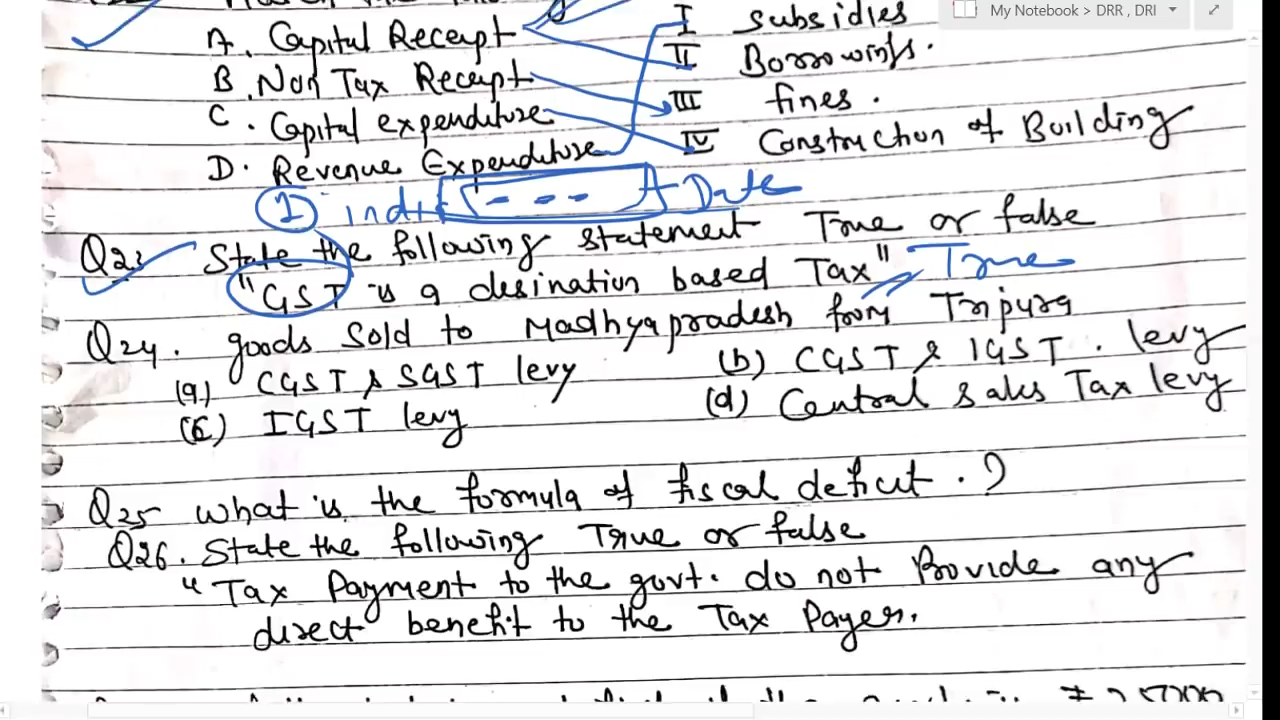 My Notebook > DRR , DRI
A. Capital Receipt
I subsidies
B. Non Tax Receipt
II Borrowings.
C. Capital expenditure
III fines.
D. Revenue Expenditure
IV Construction of Building
1 indi --- A Date
Q23 State the following statement True or false
"GST is a desination based Tax" True
Q24. goods sold to Madhyapradesh from Tripura
(a) CGST & SGST levy
(b) CGST & IGST. levy
(c) IGST levy
(d) Central sales Tax levy
Q25 what is the formula of fiscal deficit.?
Q26. State the following True or false
"Tax Payment to the govt. do not Provide any
direct benefit to the Tax Payer.